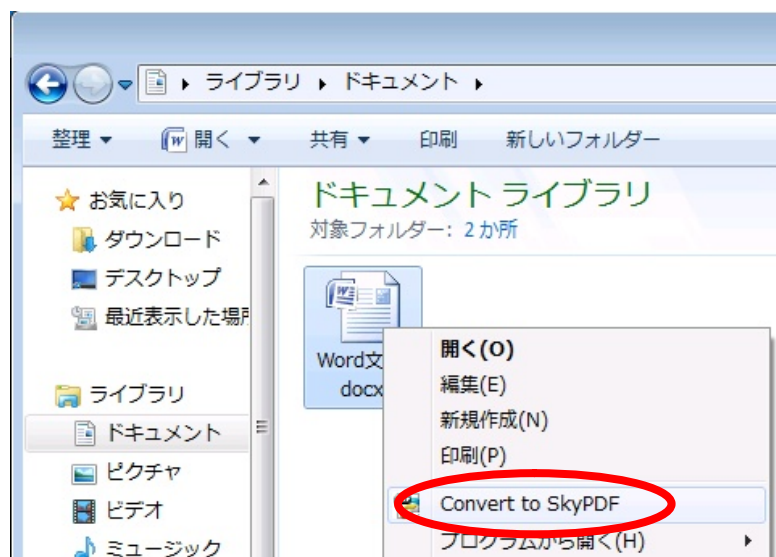 ライブラリ ドキュメント
整理 開く 共有 印刷 新しいフォルダー
お気に入り
ダウンロード
デスクトップ
最近表示した場所
ライブラリ
ドキュメント
ピクチャ
ビデオ
ミュージック
ドキュメント ライブラリ
対象フォルダー: 2 か所
Word文
docx
開く(O)
編集(E)
新規作成(N)
印刷(P)
Convert to SkyPDF
プログラムから開く(H)